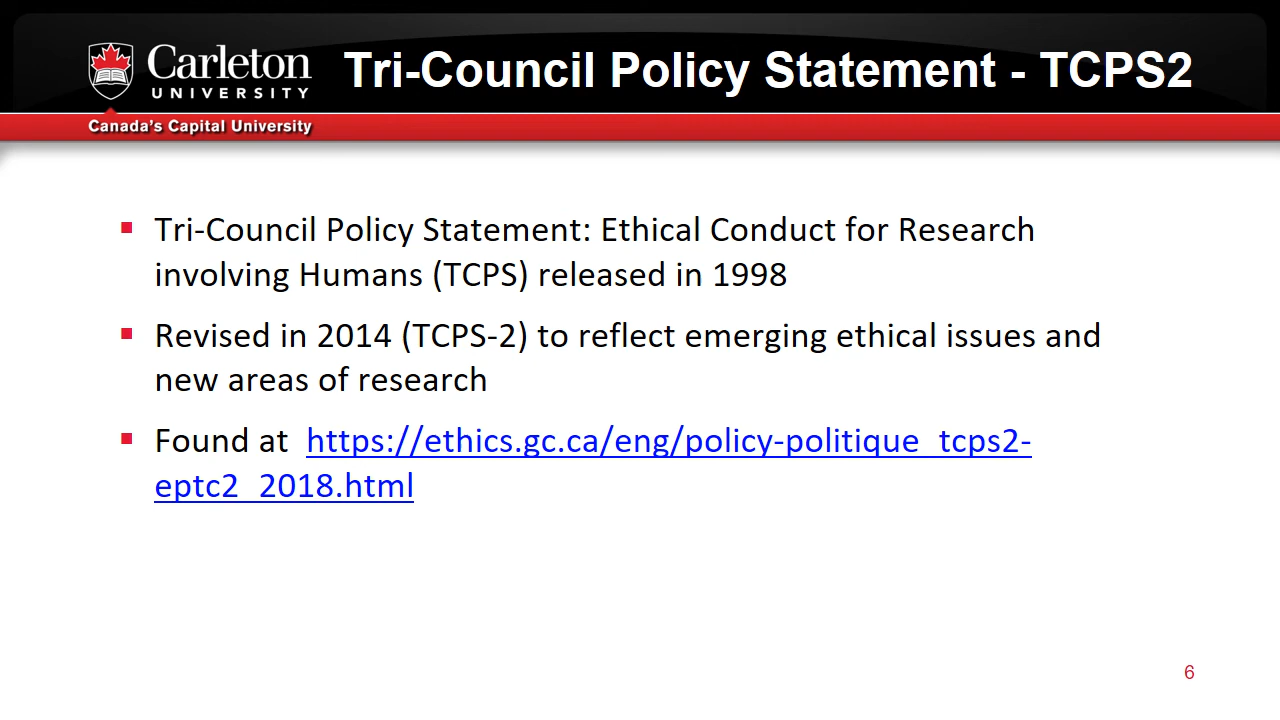 Carleton
UNIVERSITY
Canada's Capital University
Tri-Council Policy Statement - TCPS2
Tri-Council Policy Statement: Ethical Conduct for Research
involving Humans (TCPS) released in 1998
Revised in 2014 (TCPS-2) to reflect emerging ethical issues and
new areas of research
Found at https://ethics.gc.ca/eng/policy-politique_tcps2-
eptc2_2018.html
6